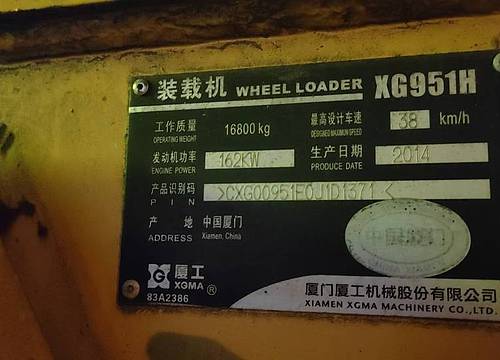 装载机 WHEEL LOADER XG951H
工作质量 16800 kg 最高设计车速 38 km/h
OPERATING WEIGHT DESIGNED MAXIMUM SPEED
发动机功率 162KW 生产日期 2014
ENGINE POWER PRODUCE DATE
产品识别码 >CXG00951E0J1D1371<
PIN
产 地 中国厦门
ADDRESS Xiamen, China
厦工
XGMA ®
83A2386
厦门厦工机械股份有限公司
XIAMEN XGMA MACHINERY CO.,LTD.